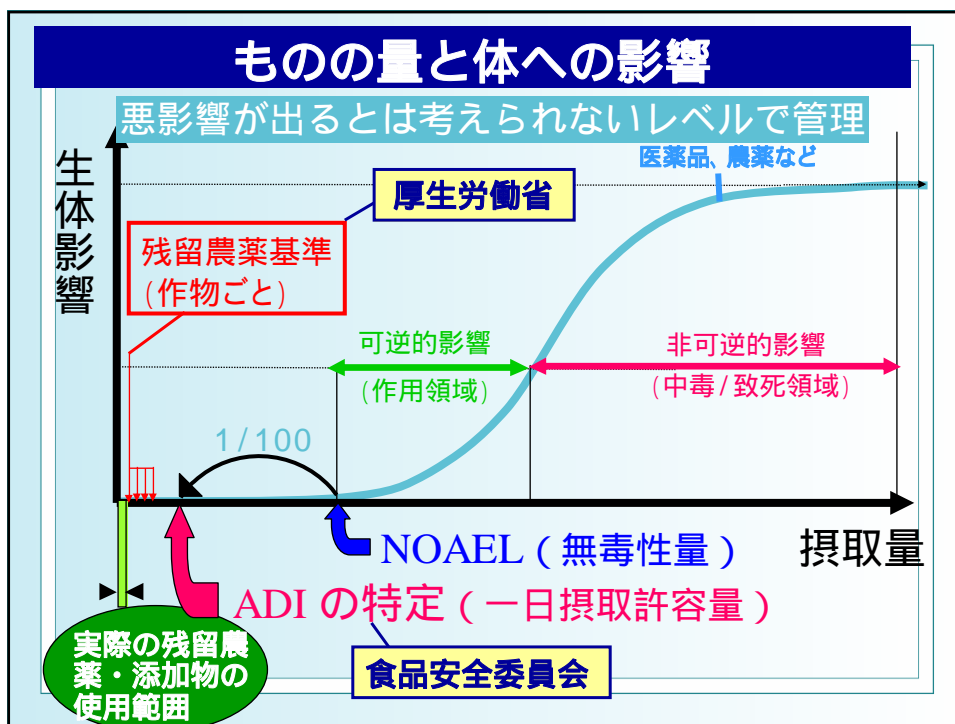 ものの量と体への影響
悪影響が出るとは考えられないレベルで管理
医薬品、農薬など
生体影響
厚生労働省
残留農薬基準
(作物ごと)
可逆的影響
(作用領域)
非可逆的影響
(中毒/致死領域)
1/100
NOAEL(無毒性量)
摂取量
ADIの特定(一日摂取許容量)
食品安全委員会
実際の残留農
薬・添加物の
使用範囲